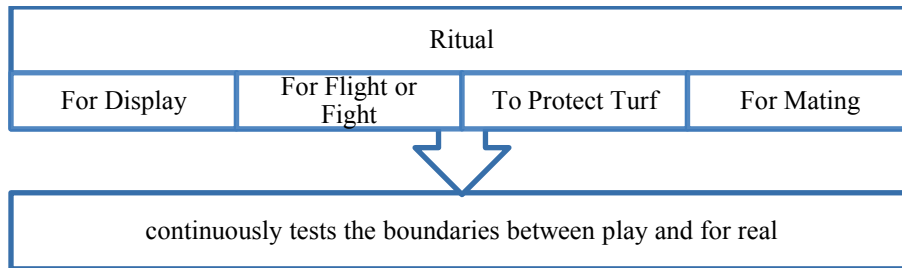 Ritual
For Display
For Flight or
Fight
To Protect Turf
For Mating
continuously tests the boundaries between play and for real